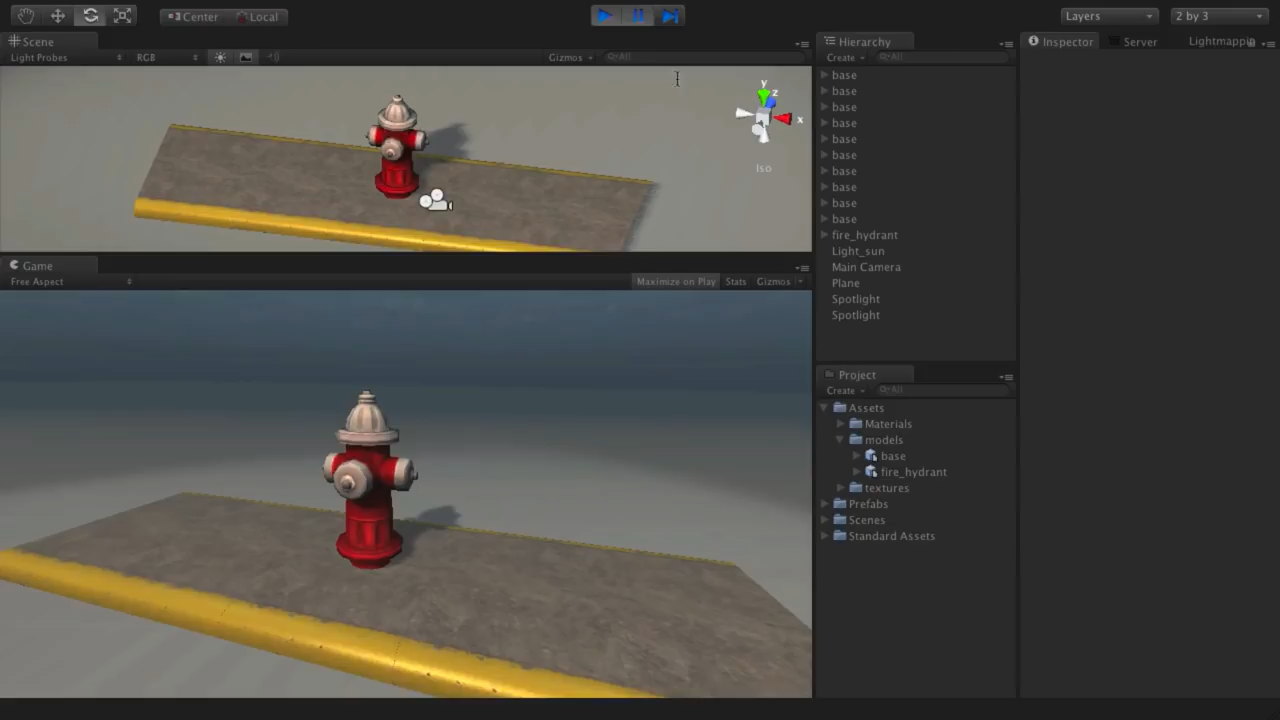 Center Local
Layers 2 by 3
Scene
Light Probes RGB Gizmos All
y
z
x
Iso
Game
Free Aspect Maximize on Play Stats Gizmos
Hierarchy
Create All
base
base
base
base
base
base
base
base
base
base
fire_hydrant
Light_sun
Main Camera
Plane
Spotlight
Spotlight
Project
Create All
Assets
Materials
models
base
fire_hydrant
textures
Prefabs
Scenes
Standard Assets
Inspector Server